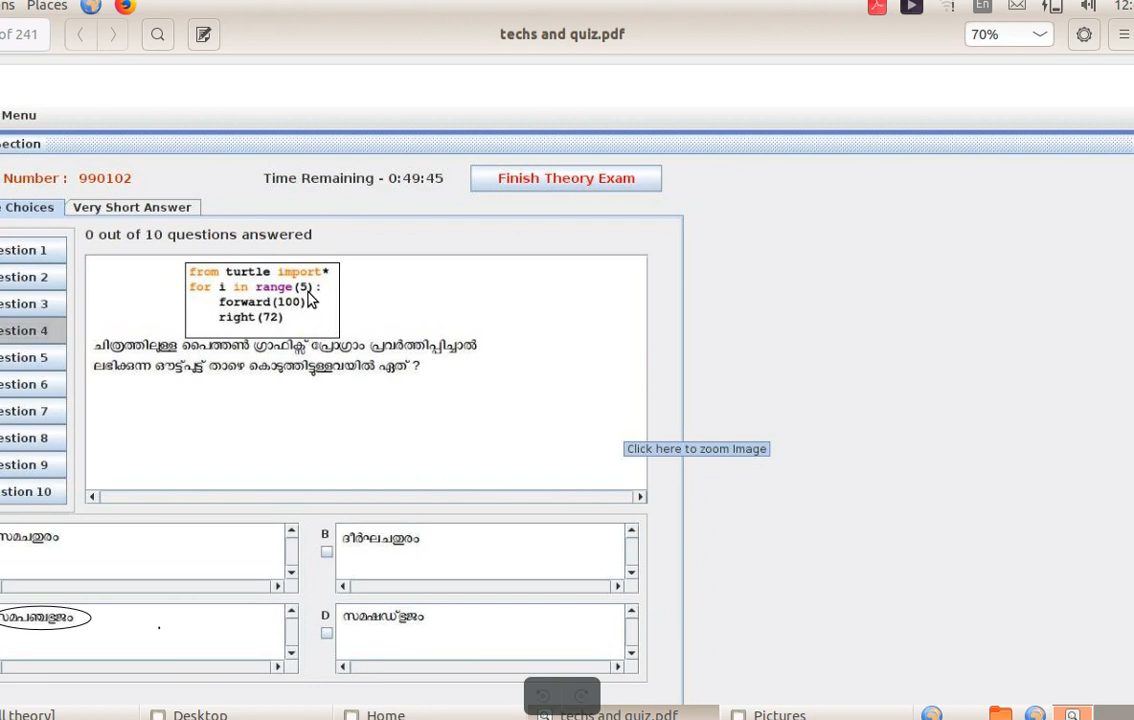 ns Places En 12:
of 241 techs and quiz.pdf 70%
Menu
ection
Number : 990102 Time Remaining - 0:49:45 Finish Theory Exam
Choices Very Short Answer
0 out of 10 questions answered
estion 1
estion 2
estion 3
estion 4
estion 5
estion 6
estion 7
estion 8
estion 9
stion 10
from turtle import*
for i in range(5):
forward(100)
right(72)
ചിത്രത്തിലുള്ള പൈത്തൺ ഗ്രാഫിക്സ് പ്രോഗ്രാം പ്രവർത്തിപ്പിച്ചാൽ
ലഭിക്കുന്ന ഔട്ട്പുട്ട് താഴെ കൊടുത്തിട്ടുള്ളവയിൽ ഏത് ?
Click here to zoom Image
സമചതുരം
B ദീർഘചതുരം
സമപഞ്ചഭുജം
D സമഷഡ്ഭുജം
ll theory] Desktop Home techs and quiz.pdf Pictures